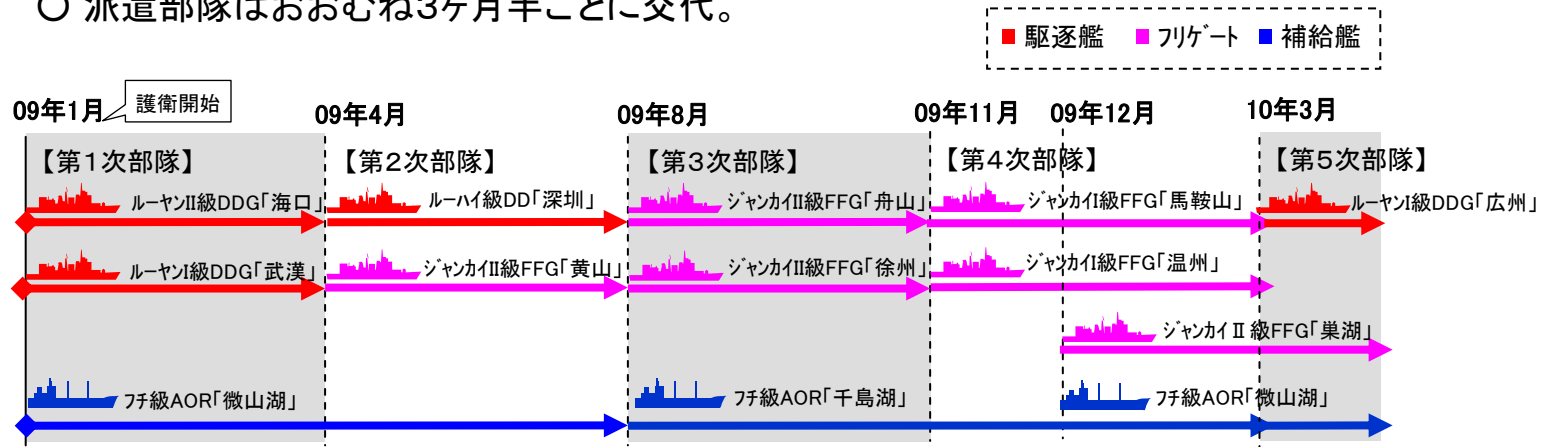 ○ 派遣部隊はおおむね3ヶ月半ごとに交代。
■ 駆逐艦 ■ フリゲート ■ 補給艦
09年1月 護衛開始 09年4月 09年8月 09年11月 09年12月 10年3月
【第1次部隊】 【第2次部隊】 【第3次部隊】 【第4次部隊】 【第5次部隊】
ルーヤンII級DDG「海口」 ルーハイ級DD「深圳」 ジャンカイII級FFG「舟山」 ジャンカイI級FFG「馬鞍山」 ルーヤンI級DDG「広州」
ルーヤンI級DDG「武漢」 ジャンカイII級FFG「黄山」 ジャンカイII級FFG「徐州」 ジャンカイI級FFG「温州」
ジャンカイⅡ級FFG「巣湖」
フチ級AOR「微山湖」 フチ級AOR「千島湖」 フチ級AOR「微山湖」